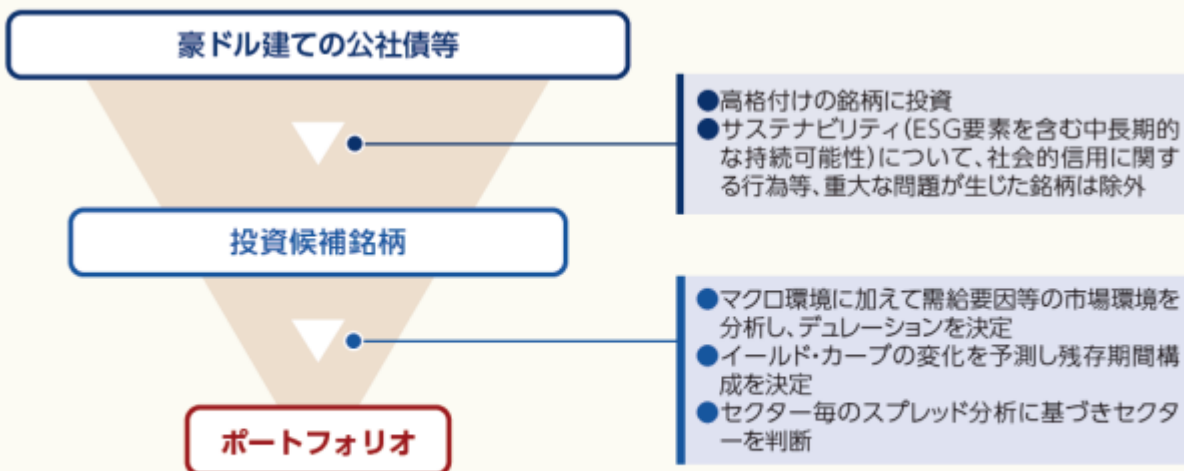 豪ドル建ての公社債等
●高格付けの銘柄に投資
●サステナビリティ(ESG要素を含む中長期的
な持続可能性)について、社会的信用に関す
る行為等、重大な問題が生じた銘柄は除外
投資候補銘柄
●マクロ環境に加えて需給要因等の市場環境を
分析し、デュレーションを決定
●イールド・カーブの変化を予測し残存期間構
成を決定
●セクター毎のスプレッド分析に基づきセクタ
ーを判断
ポートフォリオ